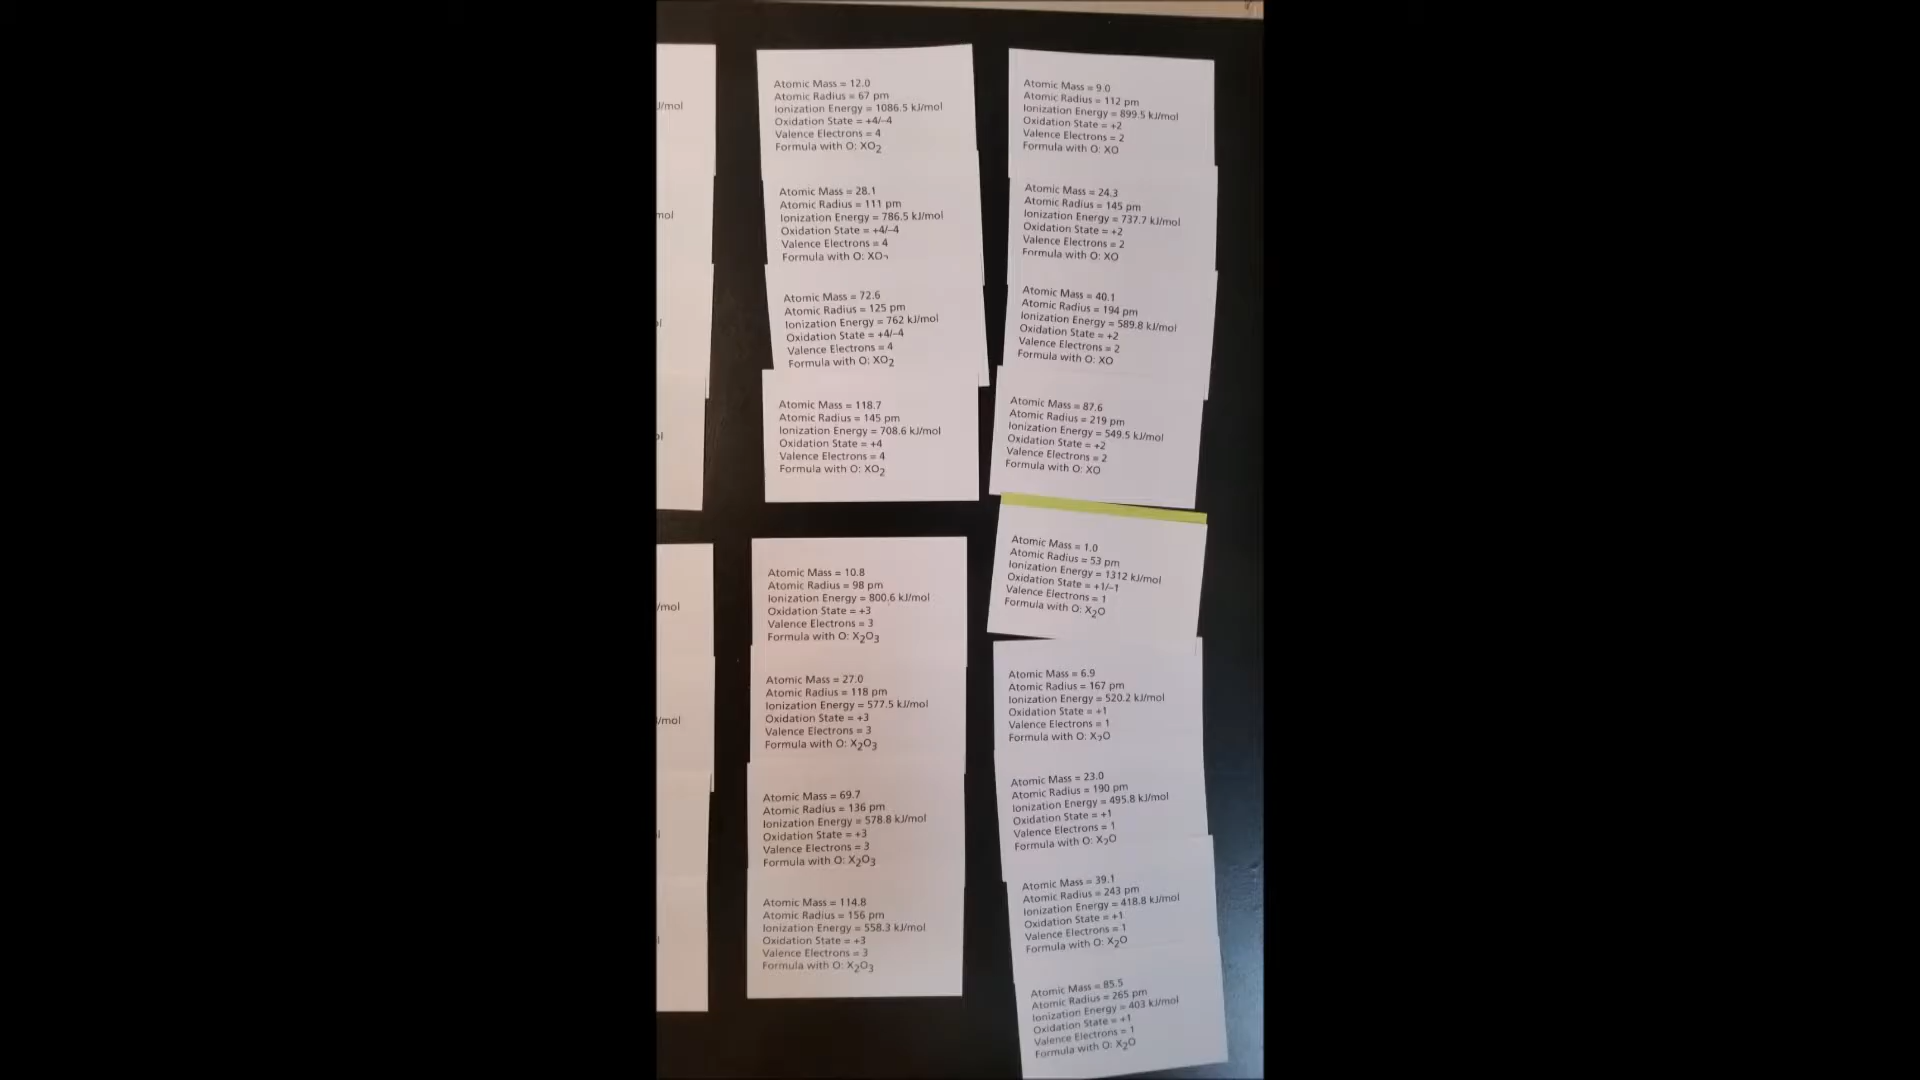 J/mol
mol
/mol
/mol
Atomic Mass = 12.0
Atomic Radius = 67 pm
Ionization Energy = 1086.5 kJ/mol
Oxidation State = +4/–4
Valence Electrons = 4
Formula with O: XO2
Atomic Mass = 28.1
Atomic Radius = 111 pm
Ionization Energy = 786.5 kJ/mol
Oxidation State = +4/–4
Valence Electrons = 4
Formula with O: XO2
Atomic Mass = 72.6
Atomic Radius = 125 pm
Ionization Energy = 762 kJ/mol
Oxidation State = +4/–4
Valence Electrons = 4
Formula with O: XO2
Atomic Mass = 118.7
Atomic Radius = 145 pm
Ionization Energy = 708.6 kJ/mol
Oxidation State = +4
Valence Electrons = 4
Formula with O: XO2
Atomic Mass = 10.8
Atomic Radius = 98 pm
Ionization Energy = 800.6 kJ/mol
Oxidation State = +3
Valence Electrons = 3
Formula with O: X2O3
Atomic Mass = 27.0
Atomic Radius = 118 pm
Ionization Energy = 577.5 kJ/mol
Oxidation State = +3
Valence Electrons = 3
Formula with O: X2O3
Atomic Mass = 69.7
Atomic Radius = 136 pm
Ionization Energy = 578.8 kJ/mol
Oxidation State = +3
Valence Electrons = 3
Formula with O: X2O3
Atomic Mass = 114.8
Atomic Radius = 156 pm
Ionization Energy = 558.3 kJ/mol
Oxidation State = +3
Valence Electrons = 3
Formula with O: X2O3
Atomic Mass = 9.0
Atomic Radius = 112 pm
Ionization Energy = 899.5 kJ/mol
Oxidation State = +2
Valence Electrons = 2
Formula with O: XO
Atomic Mass = 24.3
Atomic Radius = 145 pm
Ionization Energy = 737.7 kJ/mol
Oxidation State = +2
Valence Electrons = 2
Formula with O: XO
Atomic Mass = 40.1
Atomic Radius = 194 pm
Ionization Energy = 589.8 kJ/mol
Oxidation State = +2
Valence Electrons = 2
Formula with O: XO
Atomic Mass = 87.6
Atomic Radius = 219 pm
Ionization Energy = 549.5 kJ/mol
Oxidation State = +2
Valence Electrons = 2
Formula with O: XO
Atomic Mass = 1.0
Atomic Radius = 53 pm
Ionization Energy = 1312 kJ/mol
Oxidation State = +1/–1
Valence Electrons = 1
Formula with O: X2O
Atomic Mass = 6.9
Atomic Radius = 167 pm
Ionization Energy = 520.2 kJ/mol
Oxidation State = +1
Valence Electrons = 1
Formula with O: X2O
Atomic Mass = 23.0
Atomic Radius = 190 pm
Ionization Energy = 495.8 kJ/mol
Oxidation State = +1
Valence Electrons = 1
Formula with O: X2O
Atomic Mass = 39.1
Atomic Radius = 243 pm
Ionization Energy = 418.8 kJ/mol
Oxidation State = +1
Valence Electrons = 1
Formula with O: X2O
Atomic Mass = 85.5
Atomic Radius = 265 pm
Ionization Energy = 403 kJ/mol
Oxidation State = +1
Valence Electrons = 1
Formula with O: X2O